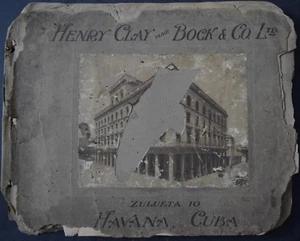 HENRY CLAY AND BOCK & CO. LTD
ZULUETA 10
HAVANA CUBA